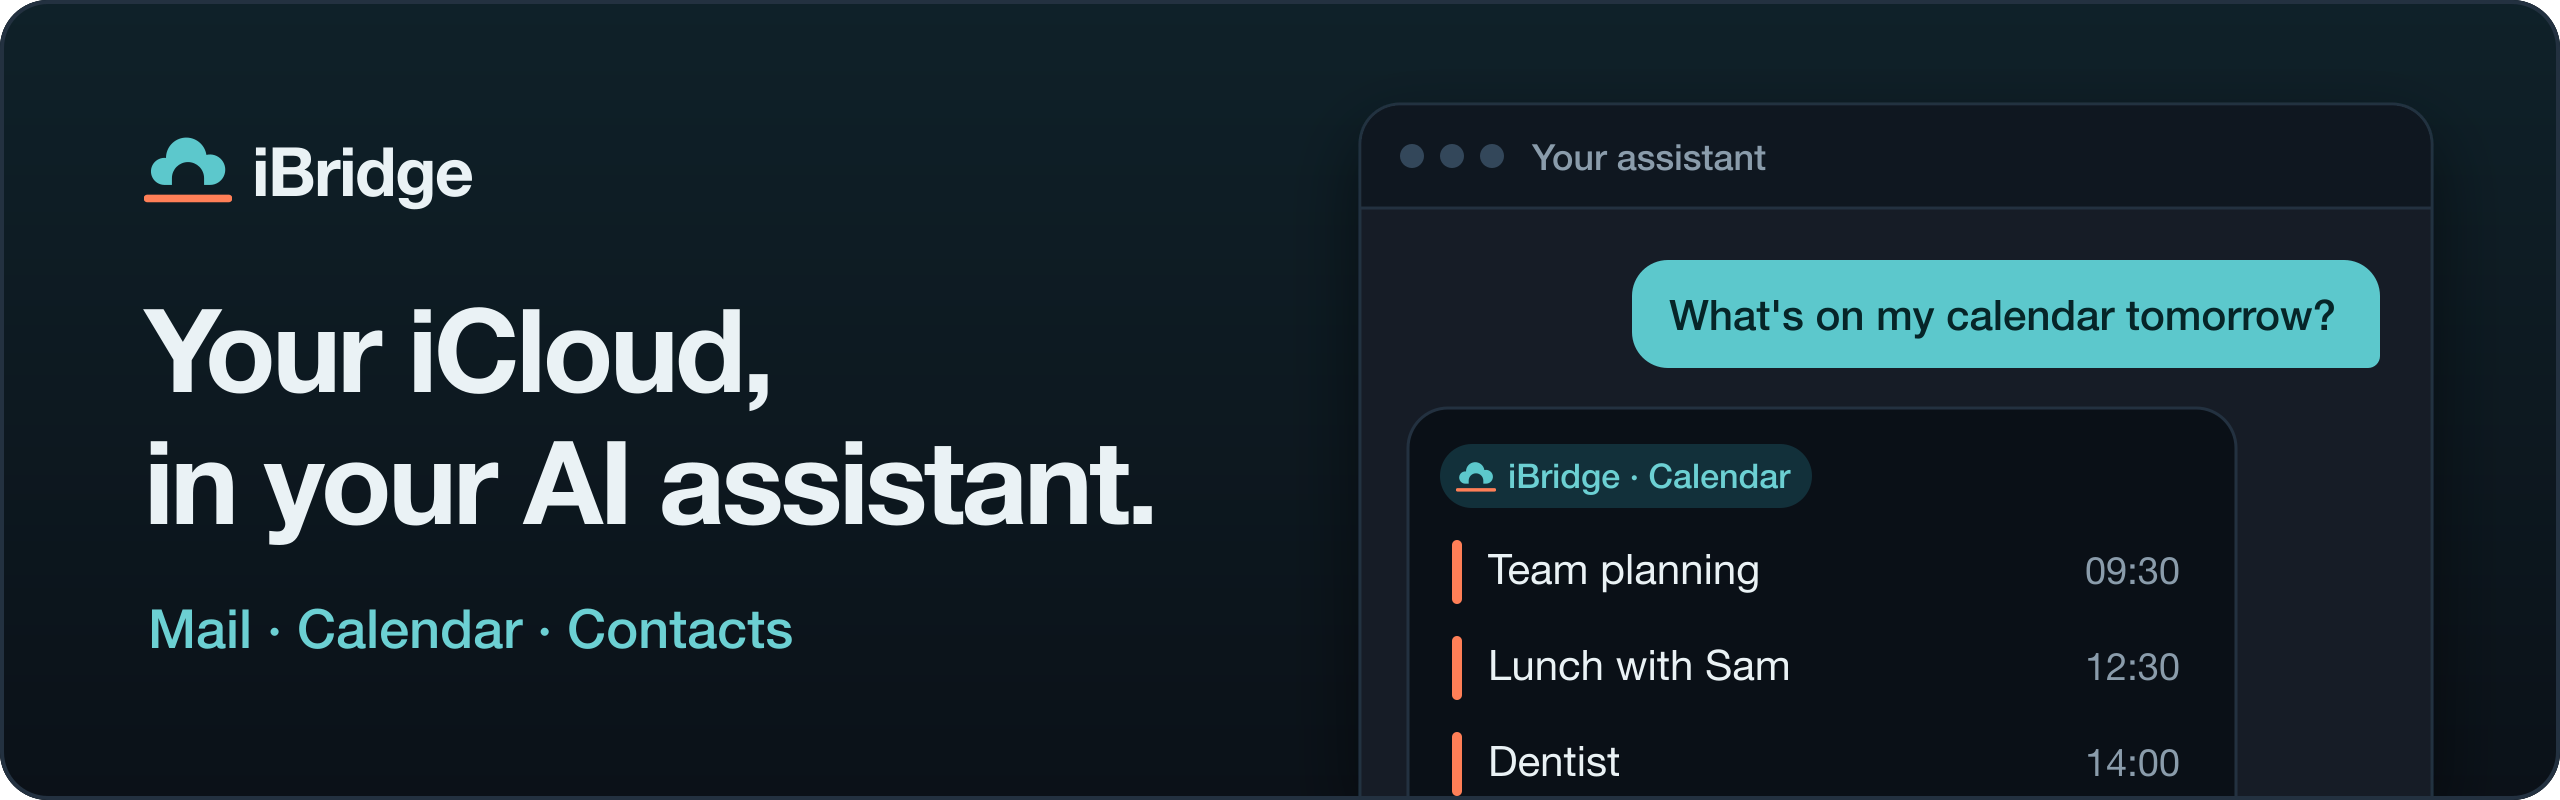 iBridge
Your iCloud,
in your AI assistant.
Mail · Calendar · Contacts
Your assistant
What's on my calendar tomorrow?
iBridge · Calendar
Team planning 09:30
Lunch with Sam 12:30
Dentist 14:00